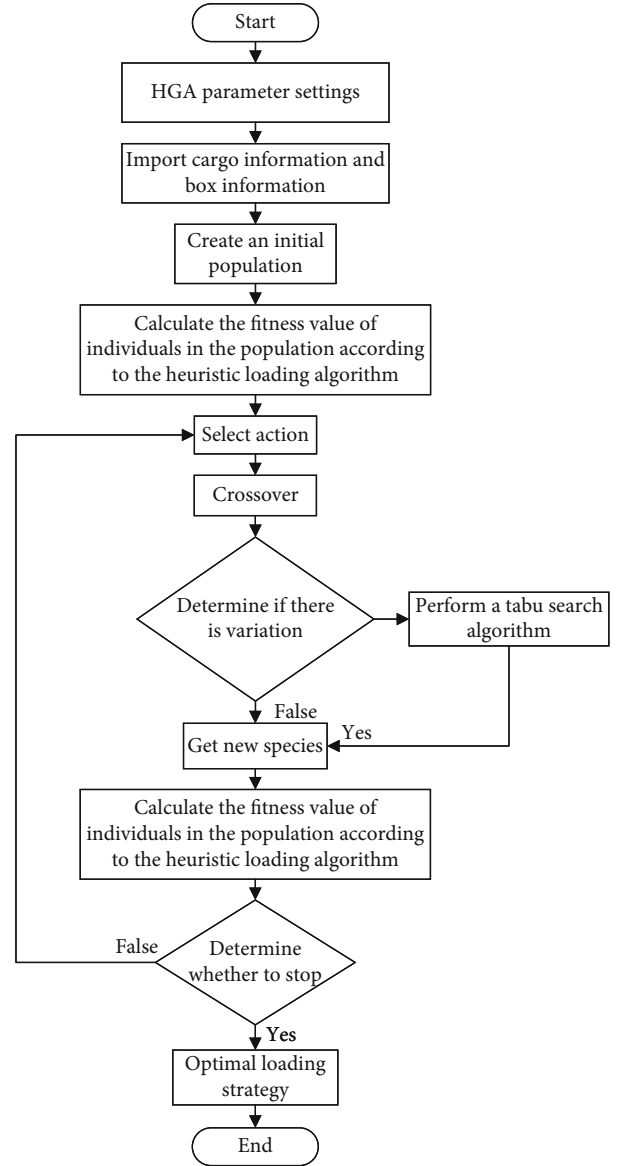 Start
HGA parameter settings
Import cargo information and
box information
Create an initial
population
Calculate the fitness value of
individuals in the population according
to the heuristic loading algorithm
Select action
Crossover
Determine if there
is variation
Perform a tabu search
algorithm
False
Yes
Get new species
Calculate the fitness value of
individuals in the population according
to the heuristic loading algorithm
False
Determine
whether to stop
Yes
Optimal loading
strategy
End